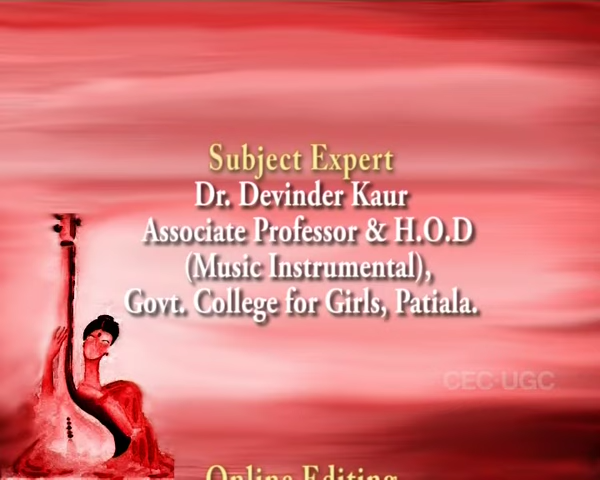 Subject Expert
Dr. Devinder Kaur
Associate Professor & H.O.D
(Music Instrumental),
Govt. College for Girls, Patiala.
CEC-UGC
Online Editing